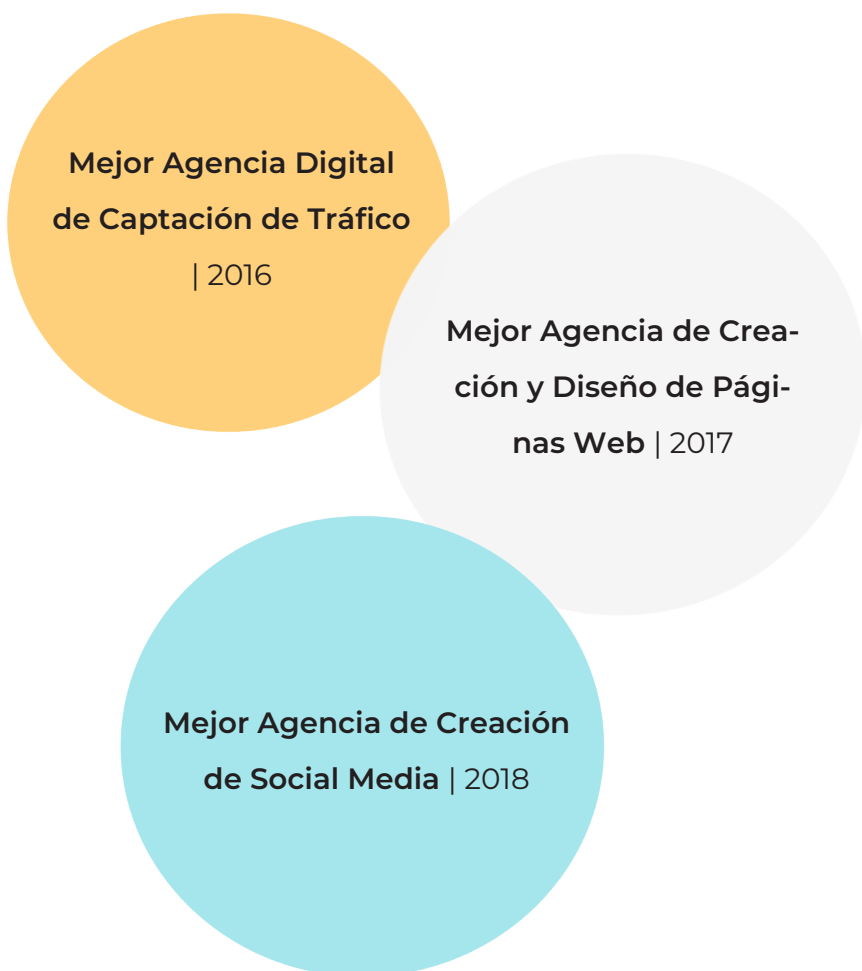 Mejor Agencia Digital
de Captación de Tráfico
| 2016
Mejor Agencia de Crea-
ción y Diseño de Pági-
nas Web | 2017
Mejor Agencia de Creación
de Social Media | 2018